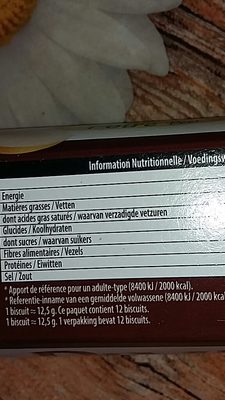 Information Nutritionnelle / Voedingsw
Energie
Matières grasses / Vetten
dont acides gras saturés / waarvan verzadigde vetzuren
Glucides / Koolhydraten
dont sucres / waarvan suikers
Fibres alimentaires / Vezels
Protéines / Eiwitten
Sel / Zout
* Apport de référence pour un adulte-type (8400 kJ / 2000 kcal).
* Referentie-inname van een gemiddelde volwassene (8400 kJ / 2000 kcal
1 biscuit ≈ 12,5 g. Ce paquet contient 12 biscuits.
1 biscuit ≈ 12,5 g. 1 verpakking bevat 12 biscuits.